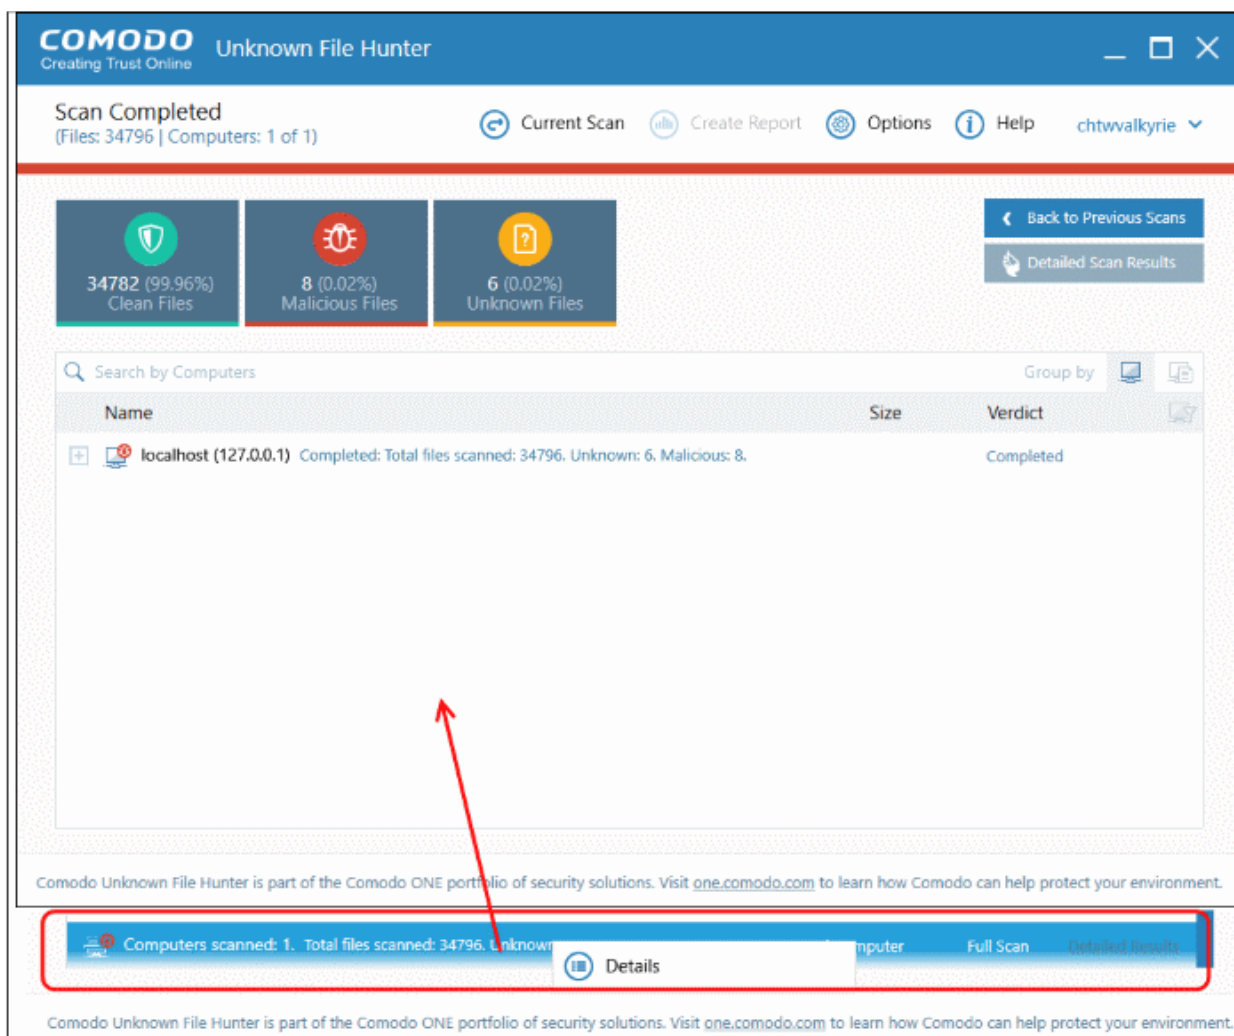 COMODO
Creating Trust Online
Unknown File Hunter
Scan Completed
(Files: 34796 | Computers: 1 of 1)
Current Scan
Create Report
Options
Help
chtwvalkyrie
34782 (99.96%)
Clean Files
8 (0.02%)
Malicious Files
6 (0.02%)
Unknown Files
Back to Previous Scans
Detailed Scan Results
Search by Computers
Group by
Name Size Verdict
localhost (127.0.0.1) Completed: Total files scanned: 34796. Unknown: 6. Malicious: 8. Completed
Comodo Unknown File Hunter is part of the Comodo ONE portfolio of security solutions. Visit one.comodo.com to learn how Comodo can help protect your environment.
Computers scanned: 1. Total files scanned: 34796. Unknown mputer Full Scan Detailed Results
Details
Comodo Unknown File Hunter is part of the Comodo ONE portfolio of security solutions. Visit one.comodo.com to learn how Comodo can help protect your environment.